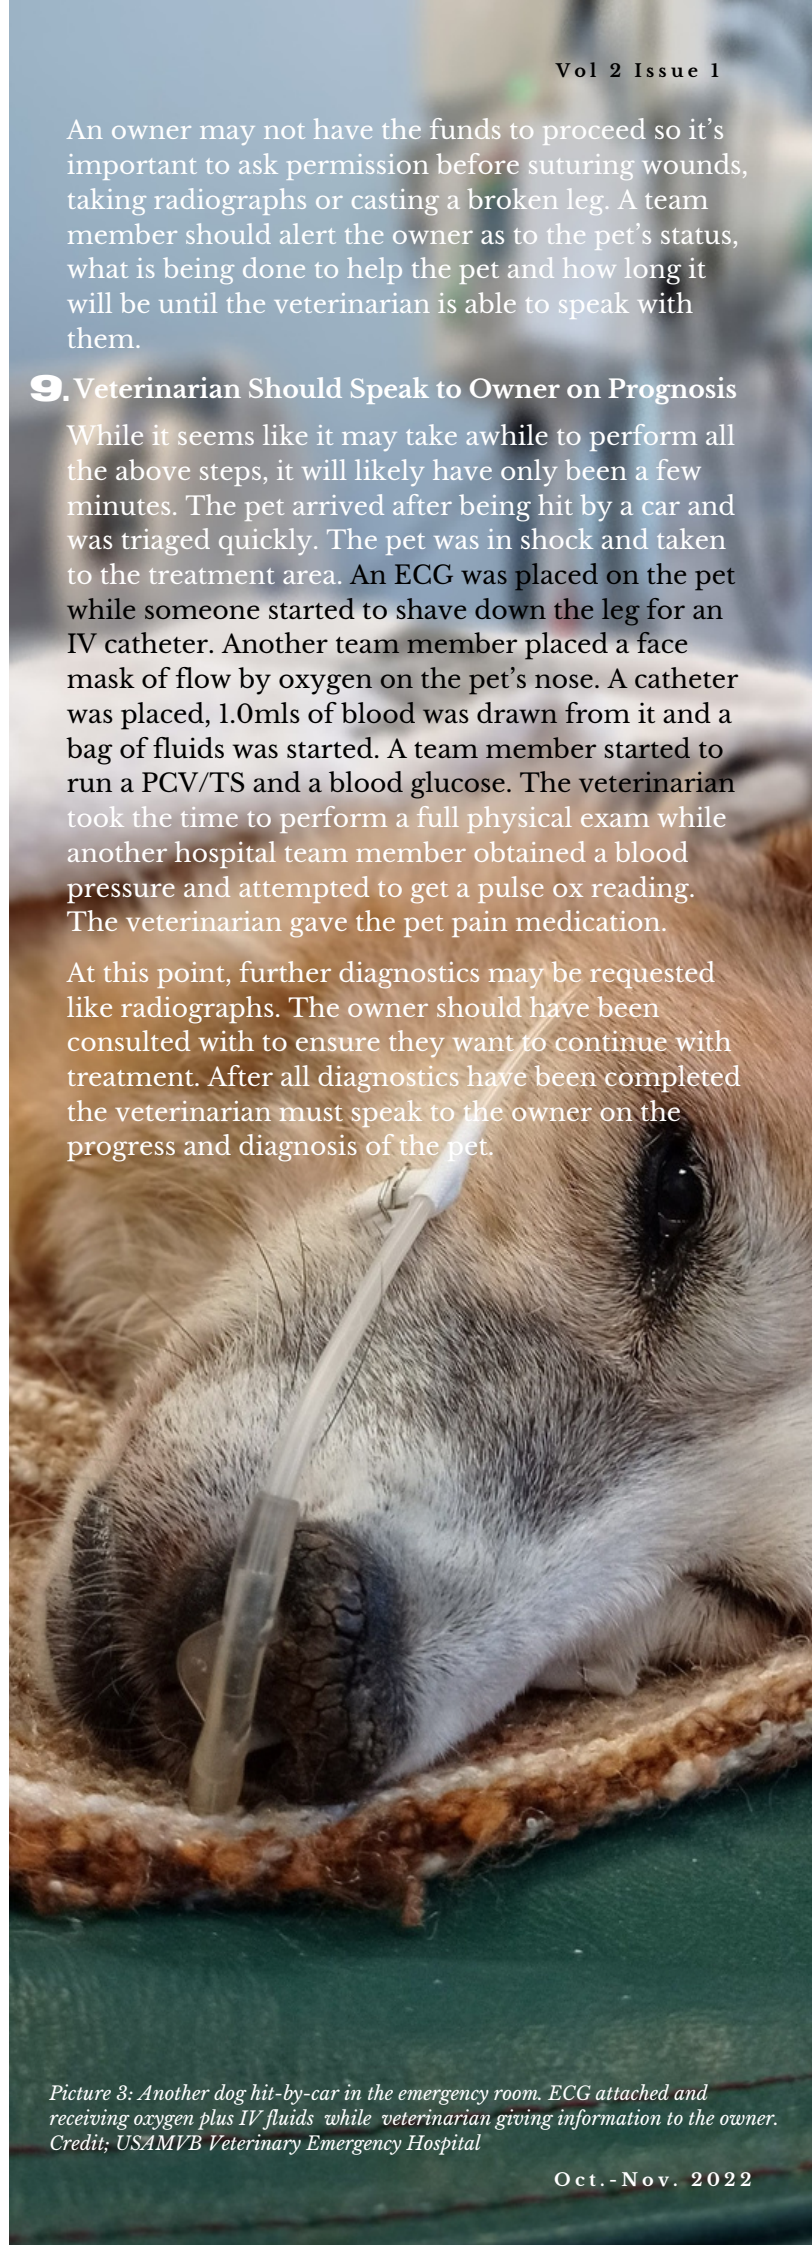 Vol 2 Issue 1
An owner may not have the funds to proceed so it's
important to ask permission before suturing wounds,
taking radiographs or casting a broken leg. A team
member should alert the owner as to the pet's status,
what is being done to help the pet and how long it
will be until the veterinarian is able to speak with
them.
9. Veterinarian Should Speak to Owner on Prognosis
While it seems like it may take awhile to perform all
the above steps, it will likely have only been a few
minutes. The pet arrived after being hit by a car and
was triaged quickly. The pet was in shock and taken
to the treatment area. An ECG was placed on the pet
while someone started to shave down the leg for an
IV catheter. Another team member placed a face
mask of flow by oxygen on the pet's nose. A catheter
was placed, 1.0mls of blood was drawn from it and a
bag of fluids was started. A team member started to
run a PCV/TS and a blood glucose. The veterinarian
took the time to perform a full physical exam while
another hospital team member obtained a blood
pressure and attempted to get a pulse ox reading.
The veterinarian gave the pet pain medication.
At this point, further diagnostics may be requested
like radiographs. The owner should have been
consulted with to ensure they want to continue with
treatment. After all diagnostics have been completed
the veterinarian must speak to the owner on the
progress and diagnosis of the pet.
Picture 3: Another dog hit-by-car in the emergency room. ECG attached and
receiving oxygen plus IV fluids while veterinarian giving information to the owner.
Credit; USAMVB Veterinary Emergency Hospital
Oct.-Nov. 2022